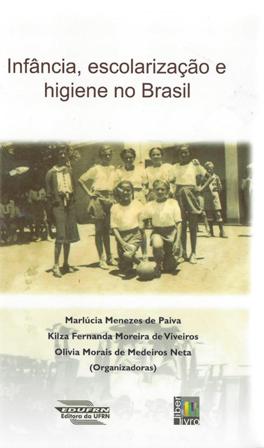 Infância, escolarização e
higiene no Brasil
Marlúcia Menezes de Paiva
Kilza Fernanda Moreira de Viveiros
Olivia Morais de Medeiros Neta
(Organizadoras)
EDUFRN
Editora da UFRN
liber
livro